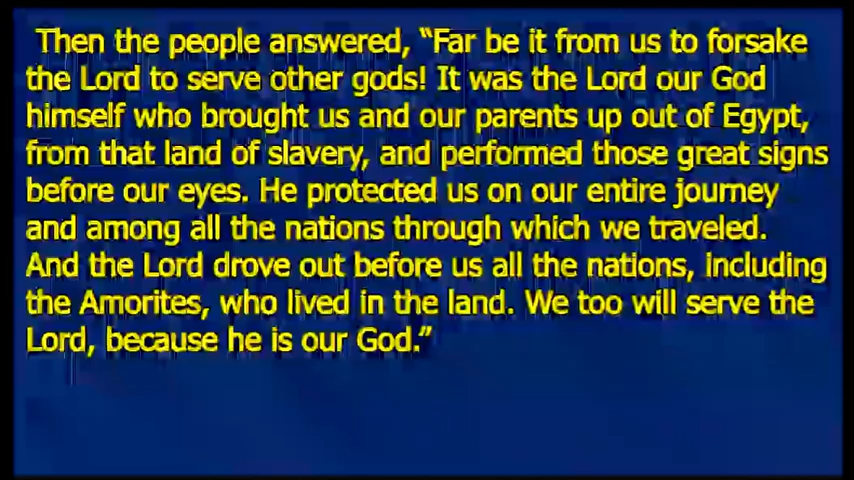 Then the people answered, “Far be it from us to forsake
the Lord to serve other gods! It was the Lord our God
himself who brought us and our parents up out of Egypt,
from that land of slavery, and performed those great signs
before our eyes. He protected us on our entire journey
and among all the nations through which we traveled.
And the Lord drove out before us all the nations, including
the Amorites, who lived in the land. We too will serve the
Lord, because he is our God.”